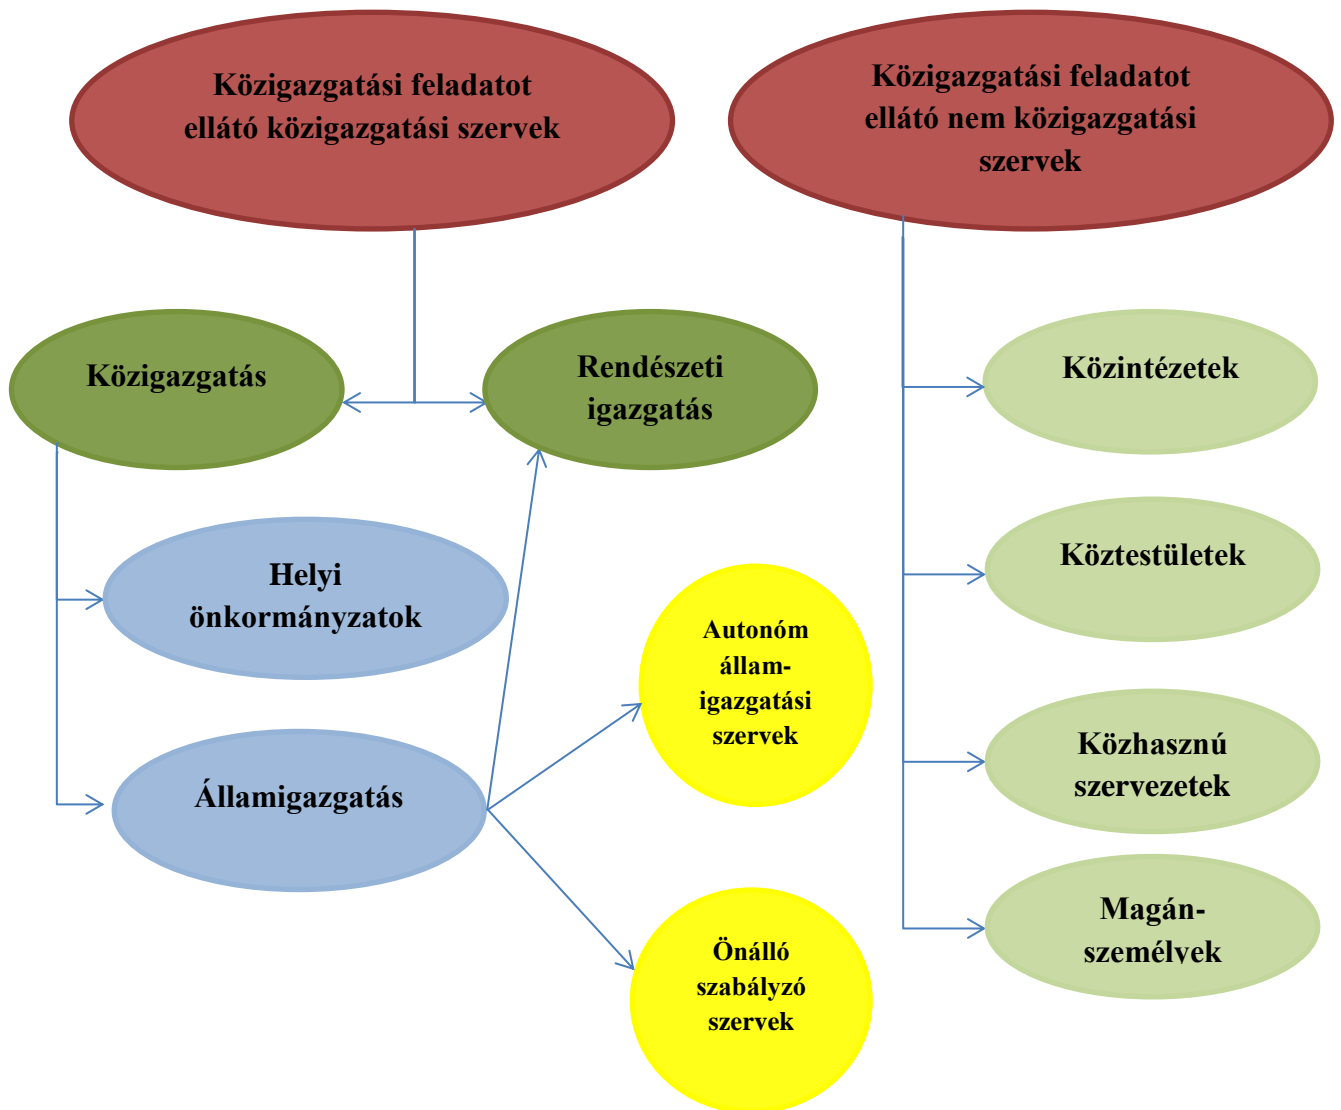 Közigazgatási feladatot
ellátó közigazgatási szervek
Közigazgatási feladatot
ellátó nem közigazgatási
szervek
Közigazgatás
Rendészeti
igazgatás
Közintézetek
Helyi
önkormányzatok
Köztestületek
Autonóm
állam-
igazgatási
szervek
Államigazgatás
Közhasznú
szervezetek
Magán-
személyek
Önálló
szabályzó
szervek